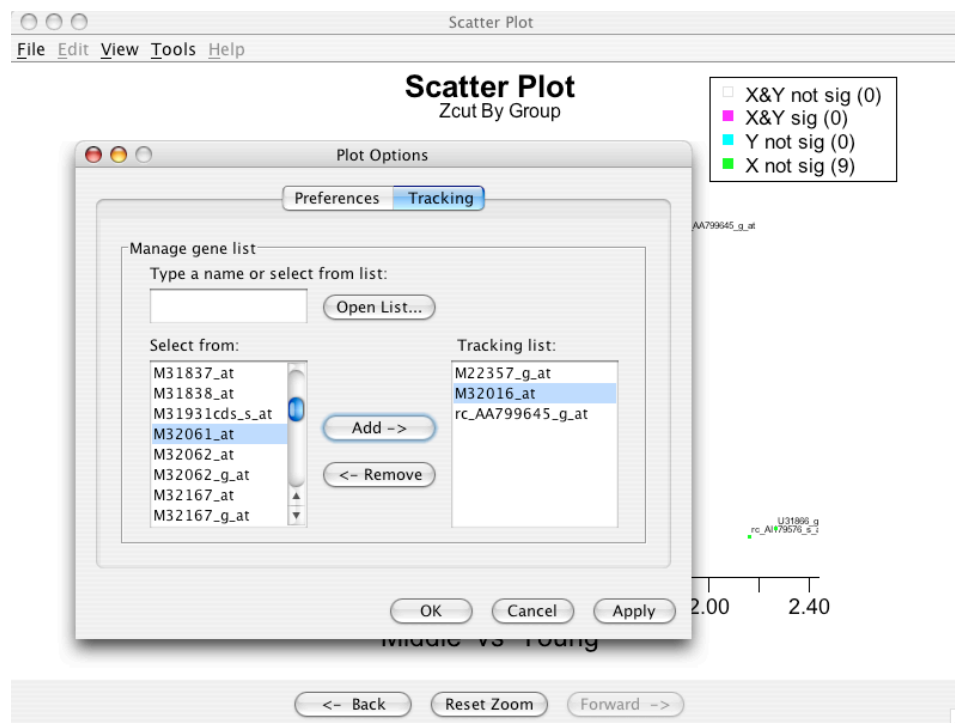 Scatter Plot
File Edit View Tools Help
Scatter Plot
Zcut By Group
X&Y not sig (0)
X&Y sig (0)
Y not sig (0)
X not sig (9)
Plot Options
Preferences Tracking
_AA799645_g_at
Manage gene list
Type a name or select from list:
Open List...
Select from:
Tracking list:
M31837_at
M31838_at
M31931cds_s_at
M32061_at
M32062_at
M32062_g_at
M32167_at
M32167_g_at
Add ->
<- Remove
M22357_g_at
M32016_at
rc_AA799645_g_at
U31866_g
OK Cancel Apply
2.00 2.40
Middle vs Young
<- Back Reset Zoom Forward ->